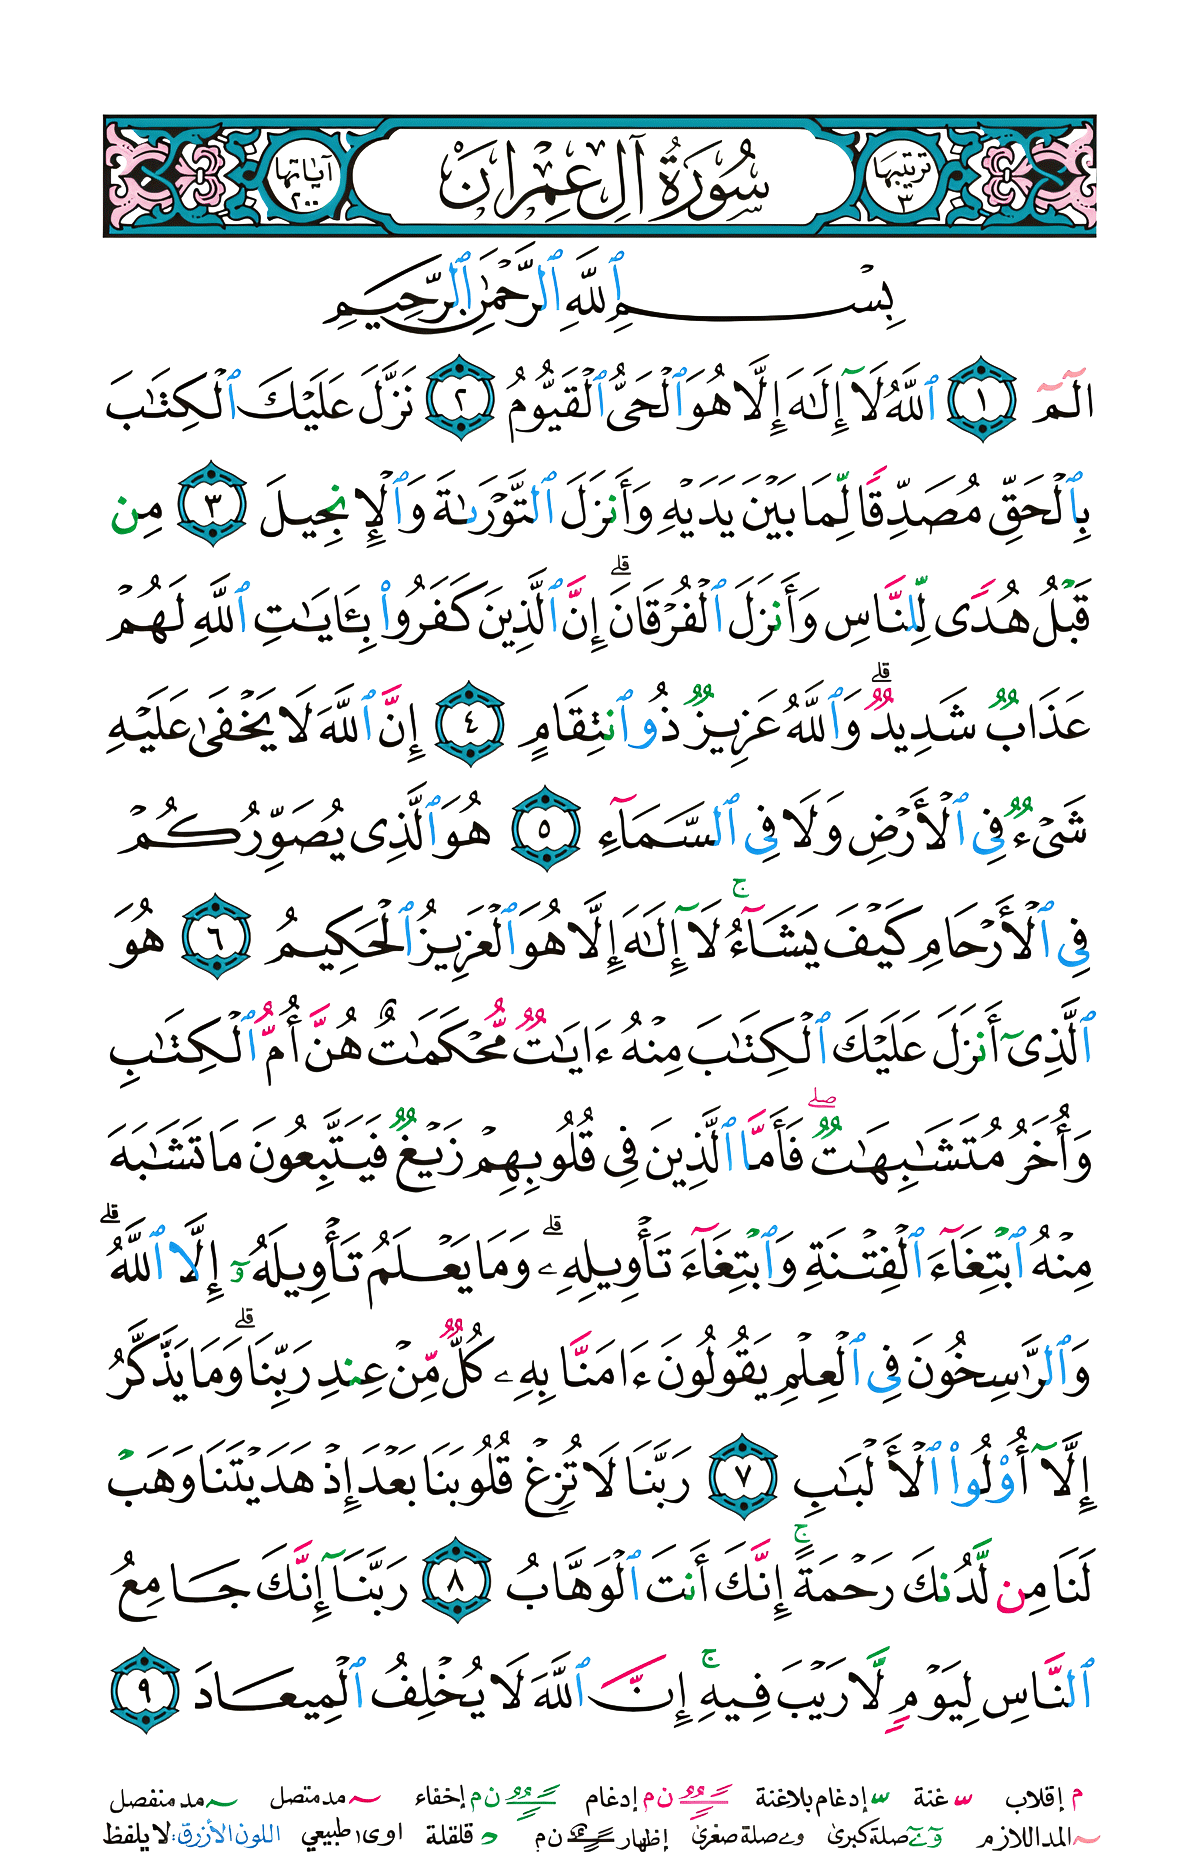 ترتيبها ٣ سُورَةُ آلِ عِمْرَانَ آيَاتها ٢٠٠
بِسْمِ ٱللَّهِ ٱلرَّحْمَٰنِ ٱلرَّحِيمِ
الٓمٓ ١ ٱللَّهُ لَآ إِلَٰهَ إِلَّا هُوَ ٱلْحَىُّ ٱلْقَيُّومُ ٢ نَزَّلَ عَلَيْكَ ٱلْكِتَٰبَ
بِٱلْحَقِّ مُصَدِّقًا لِّمَا بَيْنَ يَدَيْهِ وَأَنزَلَ ٱلتَّوْرَىٰةَ وَٱلْإِنجِيلَ ٣ مِن
قَبْلُ هُدًى لِّلنَّاسِ وَأَنزَلَ ٱلْفُرْقَانَ ۗ إِنَّ ٱلَّذِينَ كَفَرُوا۟ بِـَٔايَٰتِ ٱللَّهِ لَهُمْ
عَذَابٌ شَدِيدٌ ۗ وَٱللَّهُ عَزِيزٌ ذُو ٱنتِقَامٍ ٤ إِنَّ ٱللَّهَ لَا يَخْفَىٰ عَلَيْهِ
شَىْءٌ فِى ٱلْأَرْضِ وَلَا فِى ٱلسَّمَآءِ ٥ هُوَ ٱلَّذِى يُصَوِّرُكُمْ
فِى ٱلْأَرْحَامِ كَيْفَ يَشَآءُ ۚ لَآ إِلَٰهَ إِلَّا هُوَ ٱلْعَزِيزُ ٱلْحَكِيمُ ٦ هُوَ
ٱلَّذِىٓ أَنزَلَ عَلَيْكَ ٱلْكِتَٰبَ مِنْهُ ءَايَٰتٌ مُّحْكَمَٰتٌ هُنَّ أُمُّ ٱلْكِتَٰبِ
وَأُخَرُ مُتَشَٰبِهَٰتٌ ۖ فَأَمَّا ٱلَّذِينَ فِى قُلُوبِهِمْ زَيْغٌ فَيَتَّبِعُونَ مَا تَشَٰبَهَ
مِنْهُ ٱبْتِغَآءَ ٱلْفِتْنَةِ وَٱبْتِغَآءَ تَأْوِيلِهِۦ ۗ وَمَا يَعْلَمُ تَأْوِيلَهُۥٓ إِلَّا ٱللَّهُ ۗ
وَٱلرَّٰسِخُونَ فِى ٱلْعِلْمِ يَقُولُونَ ءَامَنَّا بِهِۦ كُلٌّ مِّنْ عِندِ رَبِّنَا ۗ وَمَا يَذَّكَّرُ
إِلَّآ أُو۟لُوا۟ ٱلْأَلْبَٰبِ ٧ رَبَّنَا لَا تُزِغْ قُلُوبَنَا بَعْدَ إِذْ هَدَيْتَنَا وَهَبْ
لَنَا مِن لَّدُنكَ رَحْمَةً ۚ إِنَّكَ أَنتَ ٱلْوَهَّابُ ٨ رَبَّنَآ إِنَّكَ جَامِعُ
ٱلنَّاسِ لِيَوْمٍ لَّا رَيْبَ فِيهِ ۚ إِنَّ ٱللَّهَ لَا يُخْلِفُ ٱلْمِيعَادَ ٩
م إقلاب ّ غنة ّ إدغام بلاغنة ن م إدغام ن م إخفاء ~ مد متصل ~ مد منفصل
~ المد اللازم صلة كبرى وے صلة صغرى إظهار ن م قلقلة اوى، طبيعي اللون الأزرق: لا يلفظ